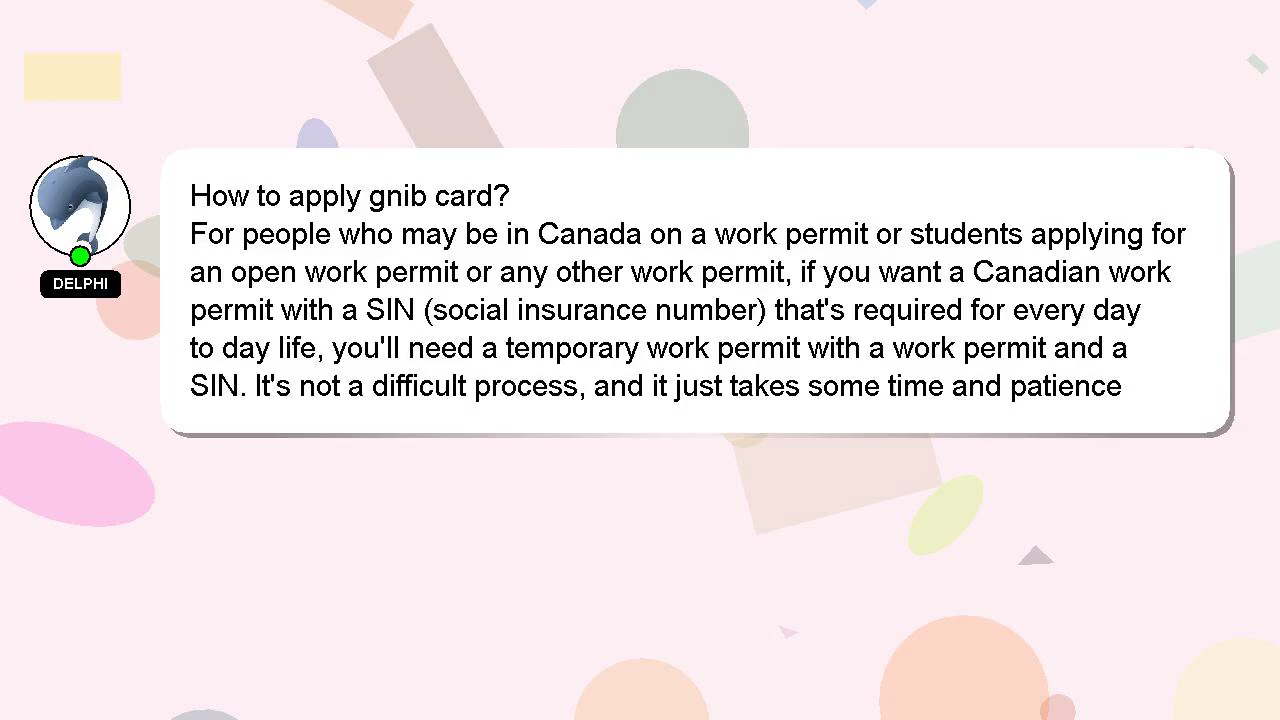 How to apply gnib card?
For people who may be in Canada on a work permit or students applying for
an open work permit or any other work permit, if you want a Canadian work
permit with a SIN (social insurance number) that's required for every day
to day life, you'll need a temporary work permit with a work permit and a
SIN. It's not a difficult process, and it just takes some time and patience
DELPHI